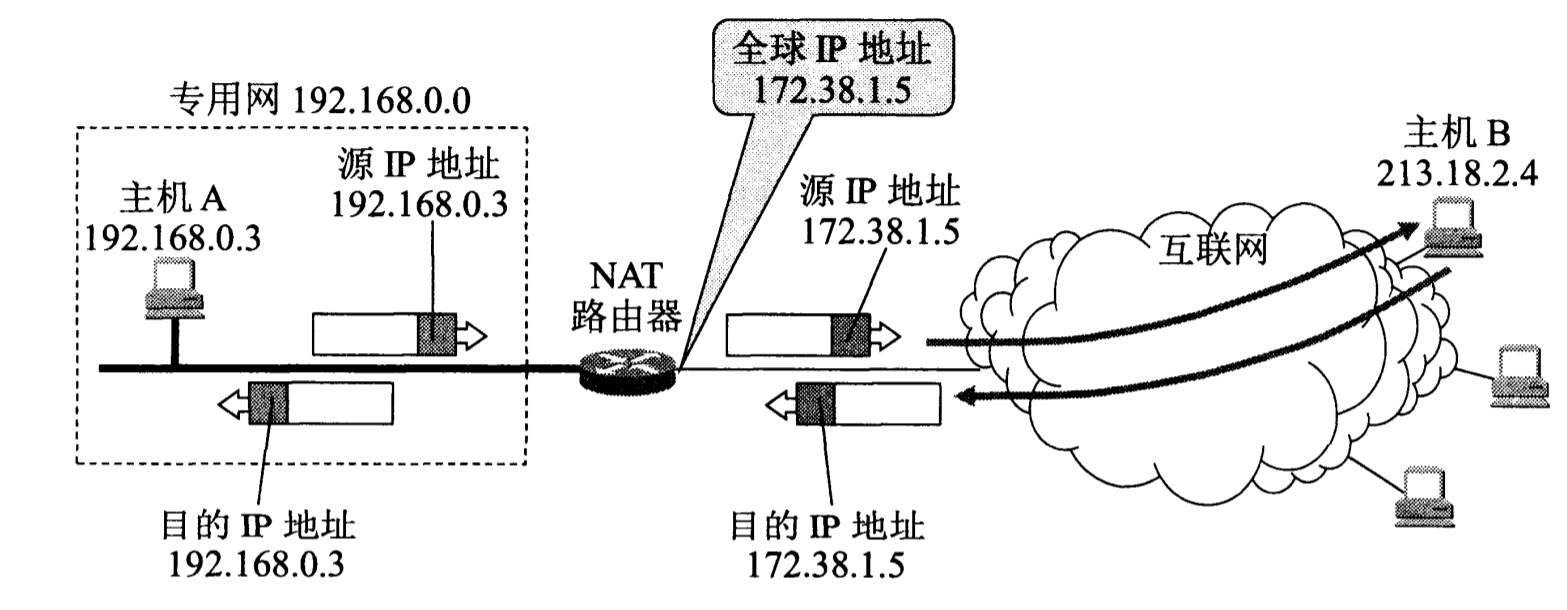 全球 IP 地址
172.38.1.5
专用网 192.168.0.0
源 IP 地址
192.168.0.3
主机 A
192.168.0.3
NAT
路由器
源 IP 地址
172.38.1.5
互联网
主机 B
213.18.2.4
目的 IP 地址
192.168.0.3
目的 IP 地址
172.38.1.5